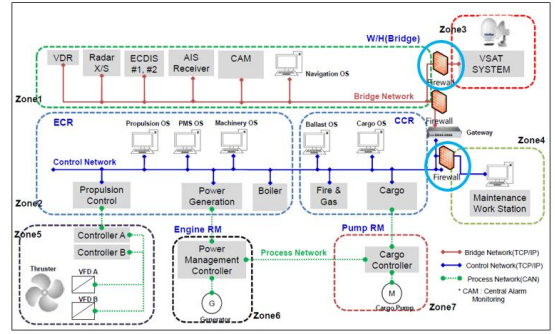 Zone3
W/H(Bridge)
VDR
Radar
X/S
ECDIS
#1, #2
AIS
Receiver
CAM
Navigation OS
Firewall
VSAT
SYSTEM
Zone1
Bridge Network
Firewall
ECR
Propulsion OS
PMS OS
Machinery OS
CCR
Ballast OS
Cargo OS
Gateway
Zone4
Control Network
Firewall
Propulsion
Control
Power
Generation
Boiler
Fire &
Gas
Cargo
Maintenance
Work Station
Zone2
Zone5
Engine RM
Pump RM
Controller A
Controller B
Power
Management
Controller
Process Network
Cargo
Controller
Bridge Network(TCP/IP)
Control Network(TCP/IP)
Process Network(CAN)
* CAM : Central Alarm
Monitoring
Thruster
VFD A
VFD B
G
Generator
M
Cargo Pump
Zone6
Zone7